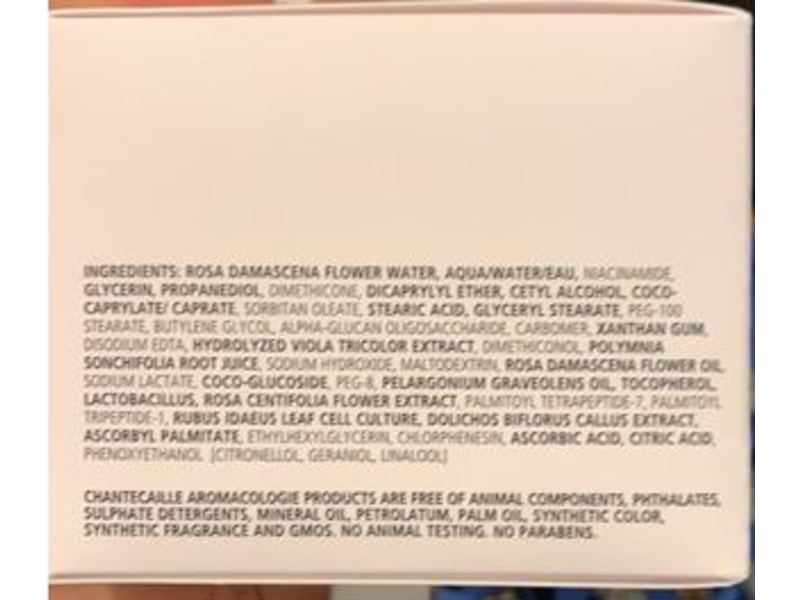 INGREDIENTS: ROSA DAMASCENA FLOWER WATER, AQUA/WATER/EAU, NIACINAMIDE,
GLYCERIN, PROPANEDIOL, DIMETHICONE, DICAPRYLYL ETHER, CETYL ALCOHOL, COCO-
CAPRYLATE/ CAPRATE, SORBITAN OLEATE, STEARIC ACID, GLYCERYL STEARATE, PEG-100
STEARATE, BUTYLENE GLYCOL, ALPHA-GLUCAN OLIGOSACCHARIDE, CARBOMER, XANTHAN GUM,
DISODIUM EDTA, HYDROLYZED VIOLA TRICOLOR EXTRACT, DIMETHICONOL, POLYMNIA
SONCHIFOLIA ROOT JUICE, SODIUM HYDROXIDE, MALTODEXTRIN, ROSA DAMASCENA FLOWER OIL,
SODIUM LACTATE, COCO-GLUCOSIDE, PEG-8, PELARGONIUM GRAVEOLENS OIL, TOCOPHEROL,
LACTOBACILLUS, ROSA CENTIFOLIA FLOWER EXTRACT, PALMITOYL TETRAPEPTIDE-7, PALMITOYL
TRIPEPTIDE-1, RUBUS IDAEUS LEAF CELL CULTURE, DOLICHOS BIFLORUS CALLUS EXTRACT,
ASCORBYL PALMITATE, ETHYLHEXYLGLYCERIN, CHLORPHENESIN, ASCORBIC ACID, CITRIC ACID,
PHENOXYETHANOL [CITRONELLOL, GERANIOL, LINALOOL]
CHANTECAILLE AROMACOLOGIE PRODUCTS ARE FREE OF ANIMAL COMPONENTS, PHTHALATES,
SULPHATE DETERGENTS, MINERAL OIL, PETROLATUM, PALM OIL, SYNTHETIC COLOR,
SYNTHETIC FRAGRANCE AND GMOS. NO ANIMAL TESTING. NO PARABENS.